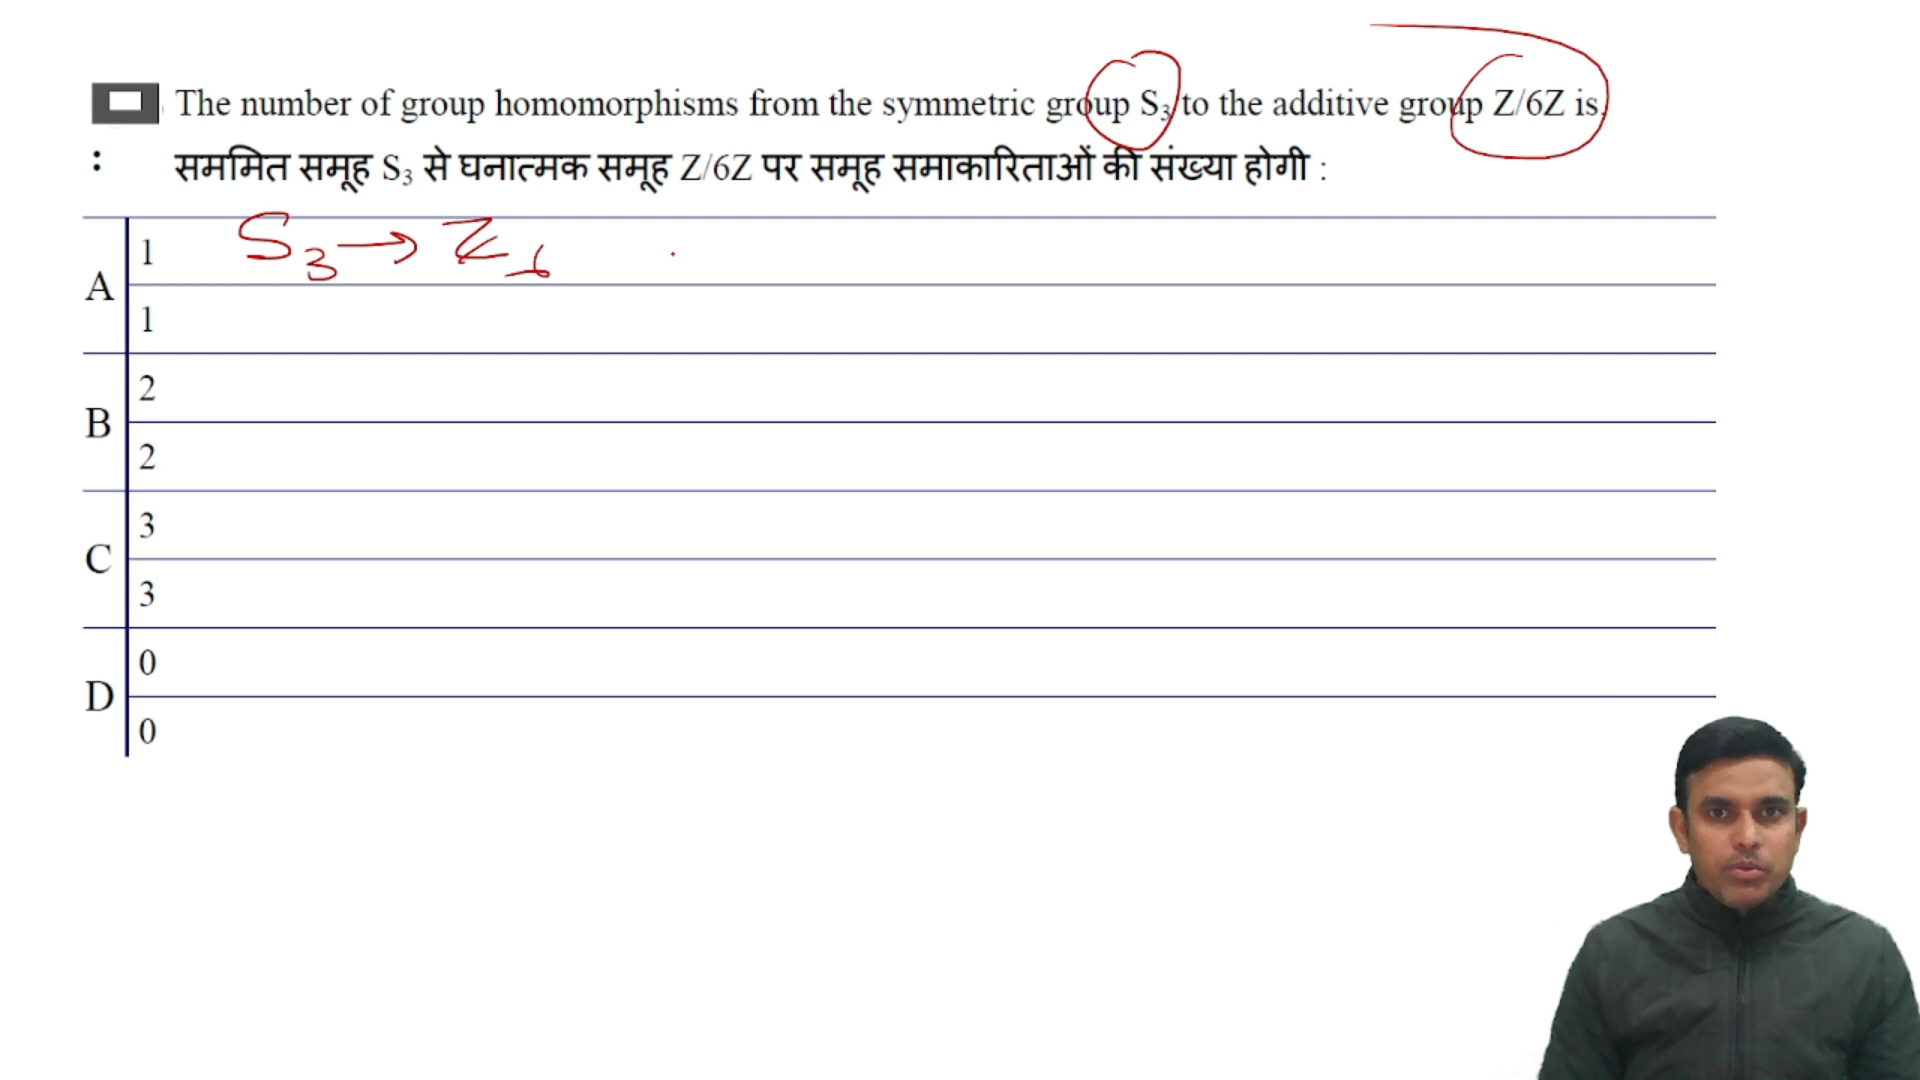 The number of group homomorphisms from the symmetric group S₃ to the additive group Z/6Z is
: सममित समूह S₃ से घनात्मक समूह Z/6Z पर समूह समाकारिताओं की संख्या होगी :
S₃ → Z₆
A
1
1
B
2
2
C
3
3
D
0
0